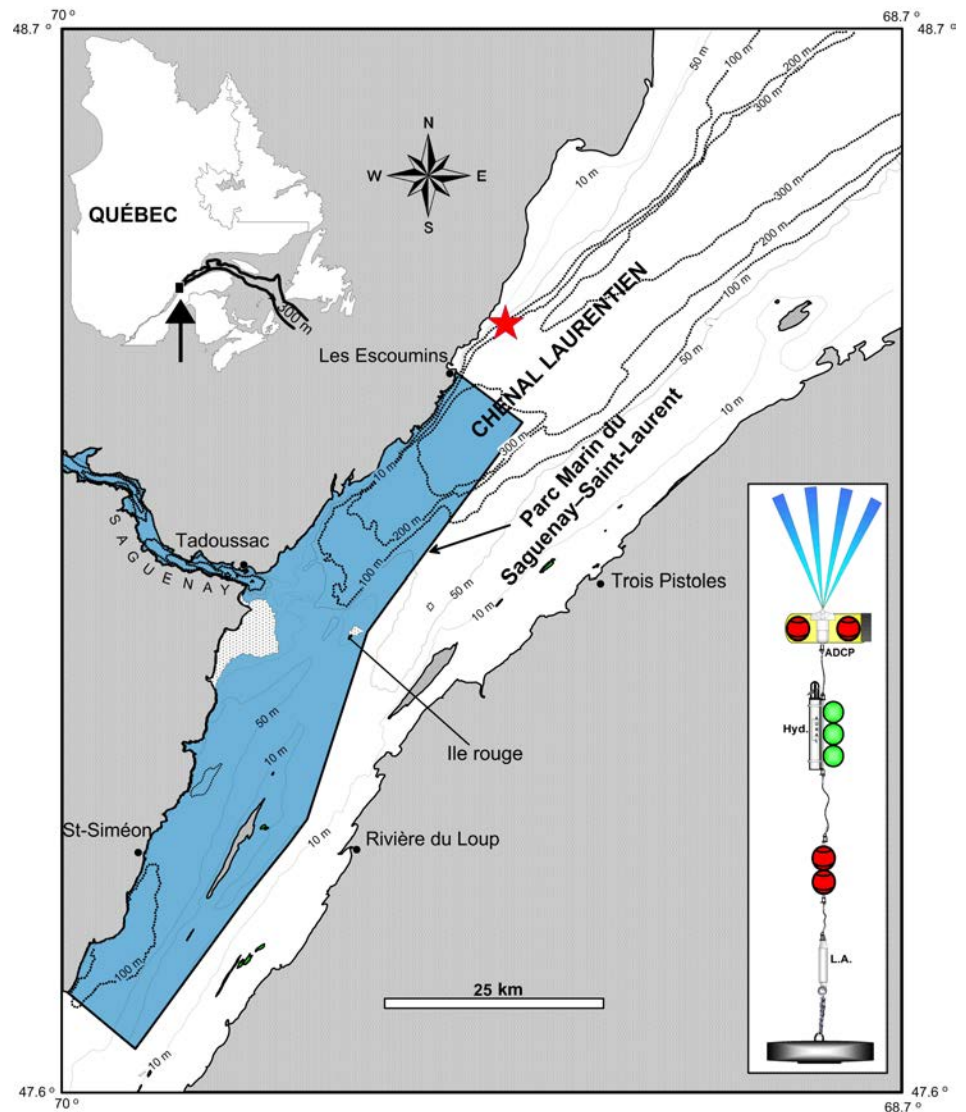 70 º
68.7 º
48.7 º
48.7 º
50 m
100 m
200 m
300 m
10 m
N
W
E
S
QUÉBEC
300 m
300 m
200 m
100 m
50 m
10 m
Les Escoumins
CHENAL LAURENTIEN
Parc Marin du
Saguenay–Saint-Laurent
300 m
10 m
200 m
100 m
SAGUENAY
Tadoussac
50 m
10 m
Trois Pistoles
50 m
10 m
Ile rouge
St-Siméon
Rivière du Loup
10 m
100 m
10 m
25 km
ADCP
Hyd.
L.A.
47.6 º
47.6 º
70 º
68.7 º